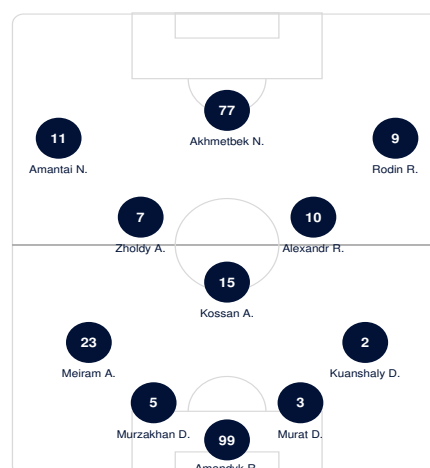 77
Akhmetbek N.
11
Amantai N.
9
Rodin R.
7
Zholdy A.
10
Alexandr R.
15
Kossan A.
23
Meiram A.
2
Kuanshaly D.
5
Murzakhan D.
3
Murat D.
99
Amandyk R.